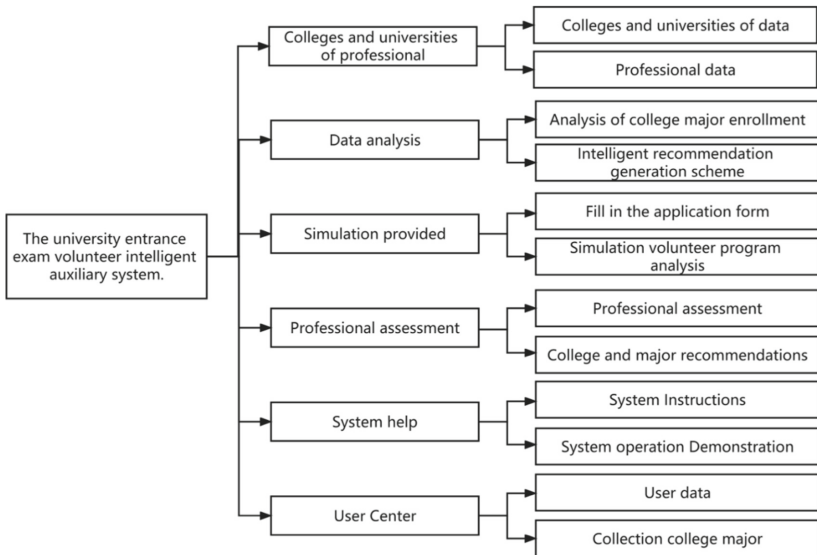 The university entrance
exam volunteer intelligent
auxiliary system.
Colleges and universities
of professional
Colleges and universities of data
Professional data
Data analysis
Analysis of college major enrollment
Intelligent recommendation
generation scheme
Simulation provided
Fill in the application form
Simulation volunteer program
analysis
Professional assessment
Professional assessment
College and major recommendations
System help
System Instructions
System operation Demonstration
User Center
User data
Collection college major